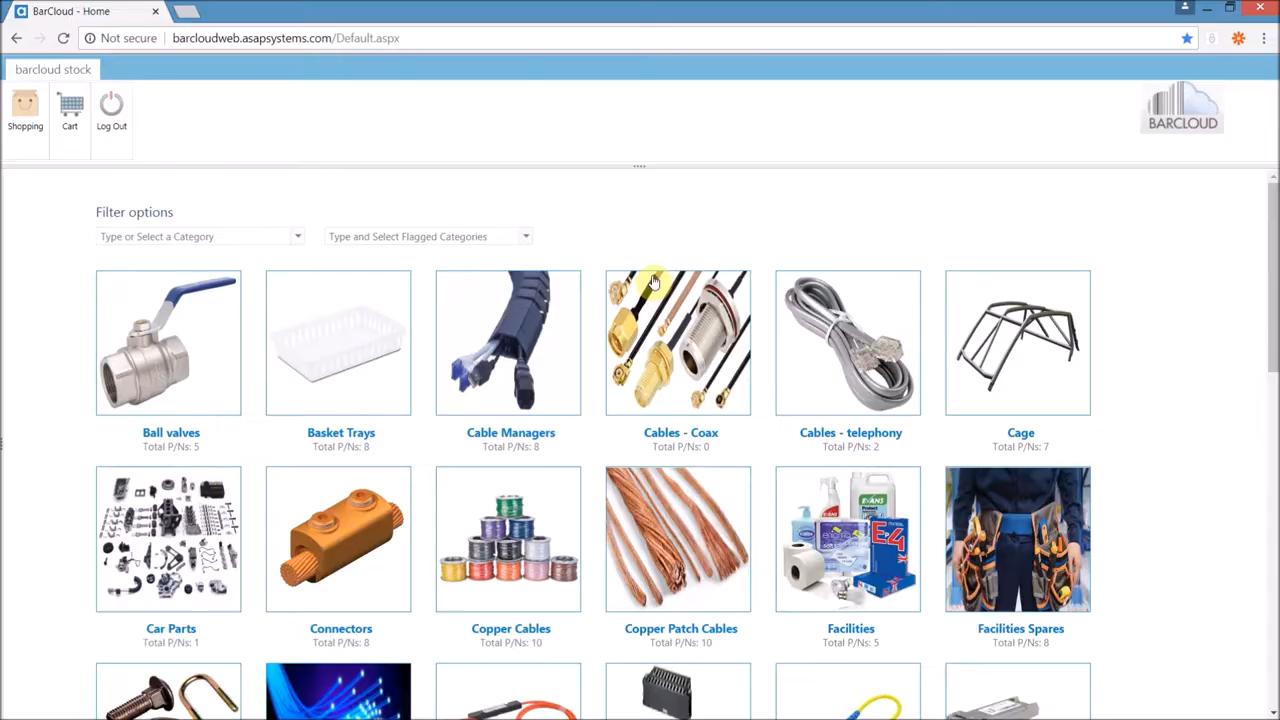 BarCloud - Home
Not secure
barcloudweb.asapsystems.com/Default.aspx
barcloud stock
Shopping
Cart
Log Out
BARCLOUD
Filter options
Type or Select a Category
Type and Select Flagged Categories
Ball valves
Total P/Ns: 5
Basket Trays
Total P/Ns: 8
Cable Managers
Total P/Ns: 8
Cables - Coax
Total P/Ns: 0
Cables - telephony
Total P/Ns: 2
Cage
Total P/Ns: 7
EVANS
E4
Car Parts
Total P/Ns: 1
Connectors
Total P/Ns: 8
Copper Cables
Total P/Ns: 10
Copper Patch Cables
Total P/Ns: 10
Facilities
Total P/Ns: 5
Facilities Spares
Total P/Ns: 8